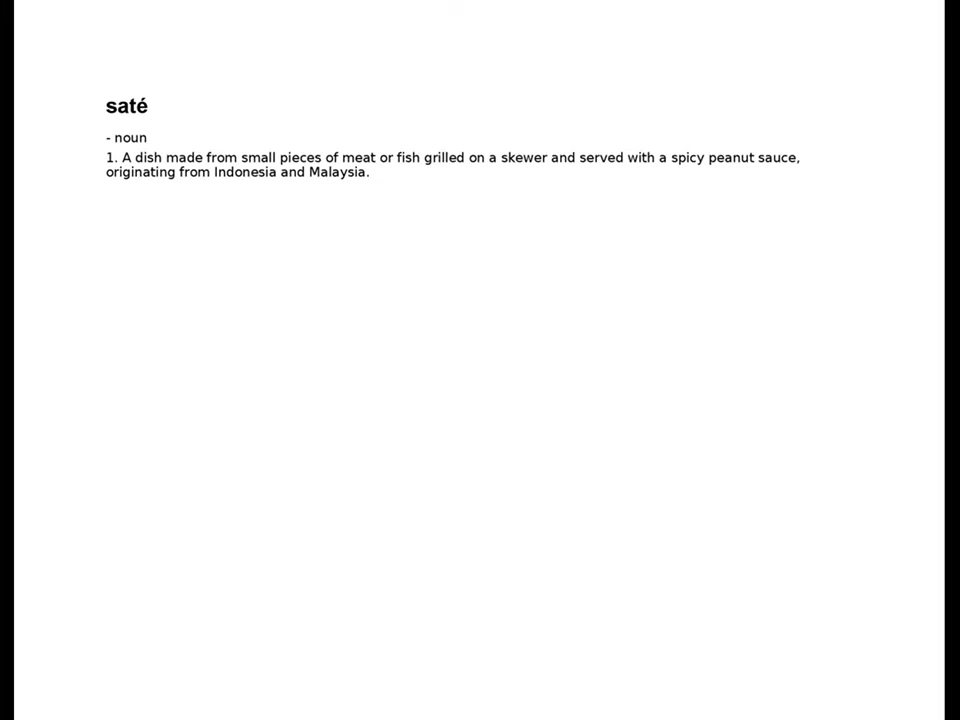 saté
- noun
1. A dish made from small pieces of meat or fish grilled on a skewer and served with a spicy peanut sauce,
originating from Indonesia and Malaysia.